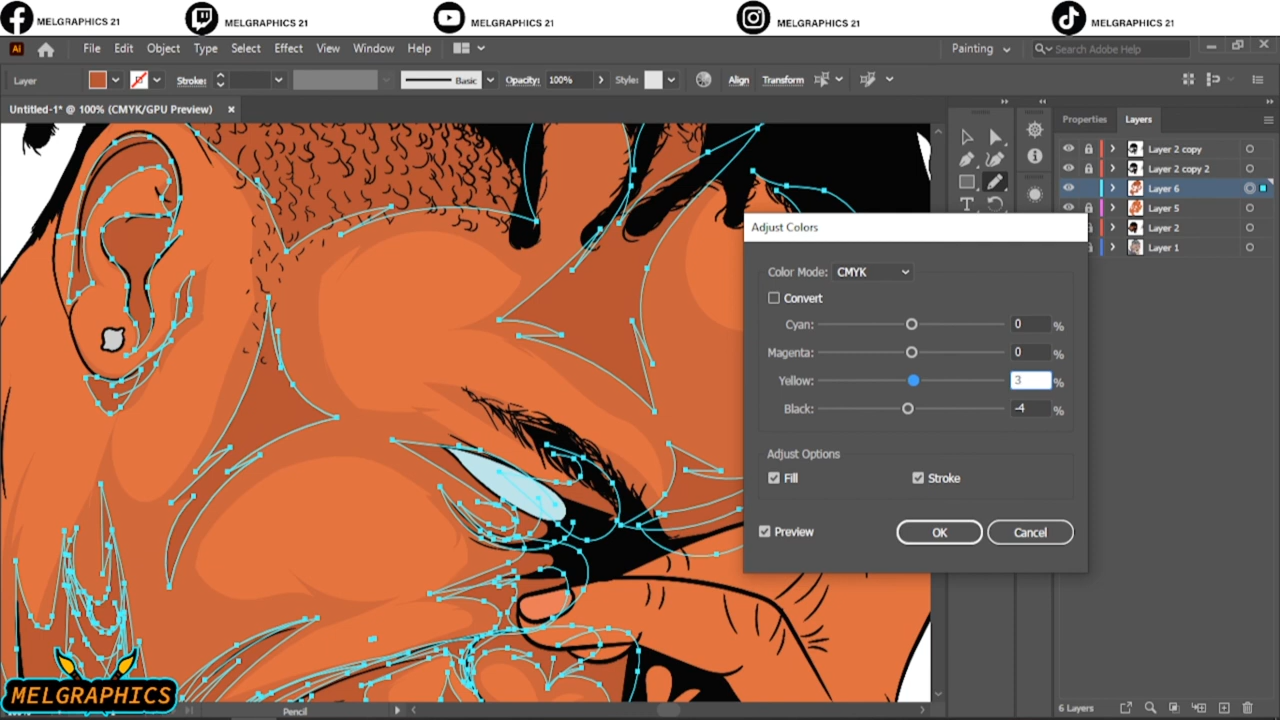 MELGRAPHICS 21 MELGRAPHICS 21 MELGRAPHICS 21 MELGRAPHICS 21 MELGRAPHICS 21
Ai File Edit Object Type Select Effect View Window Help Painting Search Adobe Help
Layer Stroke: Basic Opacity: 100% Style: Align Transform
Untitled-1* @ 100% (CMYK/GPU Preview) ×
Properties Layers
Layer 2 copy
Layer 2 copy 2
Layer 6
Layer 5
Layer 2
Layer 1
Adjust Colors
Color Mode: CMYK
Convert
Cyan: 0 %
Magenta: 0 %
Yellow: 3 %
Black: -4 %
Adjust Options
Fill Stroke
Preview OK Cancel
MELGRAPHICS
Pencil
6 Layers